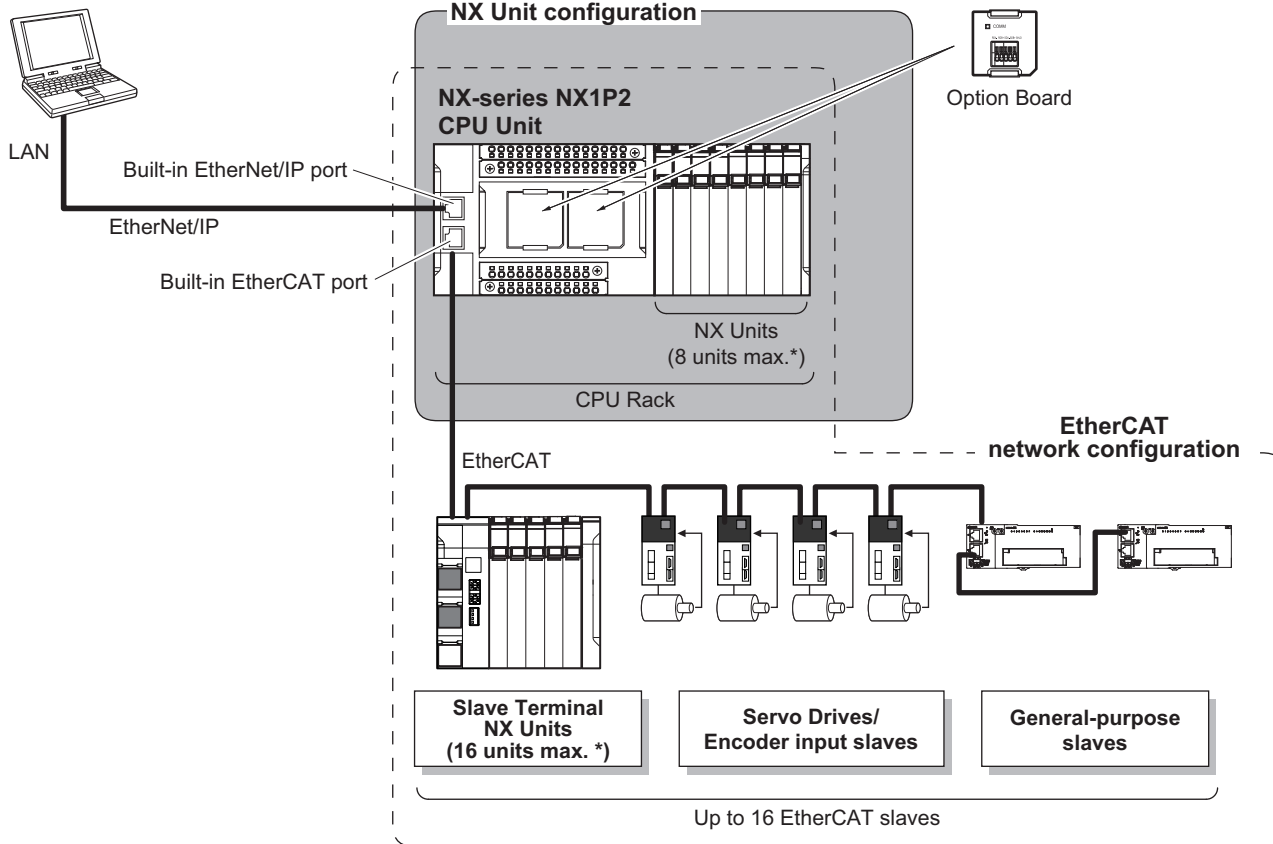 NX Unit configuration
Option Board
NX-series NX1P2
CPU Unit
LAN
Built-in EtherNet/IP port
EtherNet/IP
Built-in EtherCAT port
NX Units
(8 units max.*)
CPU Rack
EtherCAT
network configuration
EtherCAT
Slave Terminal
NX Units
(16 units max. *)
Servo Drives/
Encoder input slaves
General-purpose
slaves
Up to 16 EtherCAT slaves
COMM